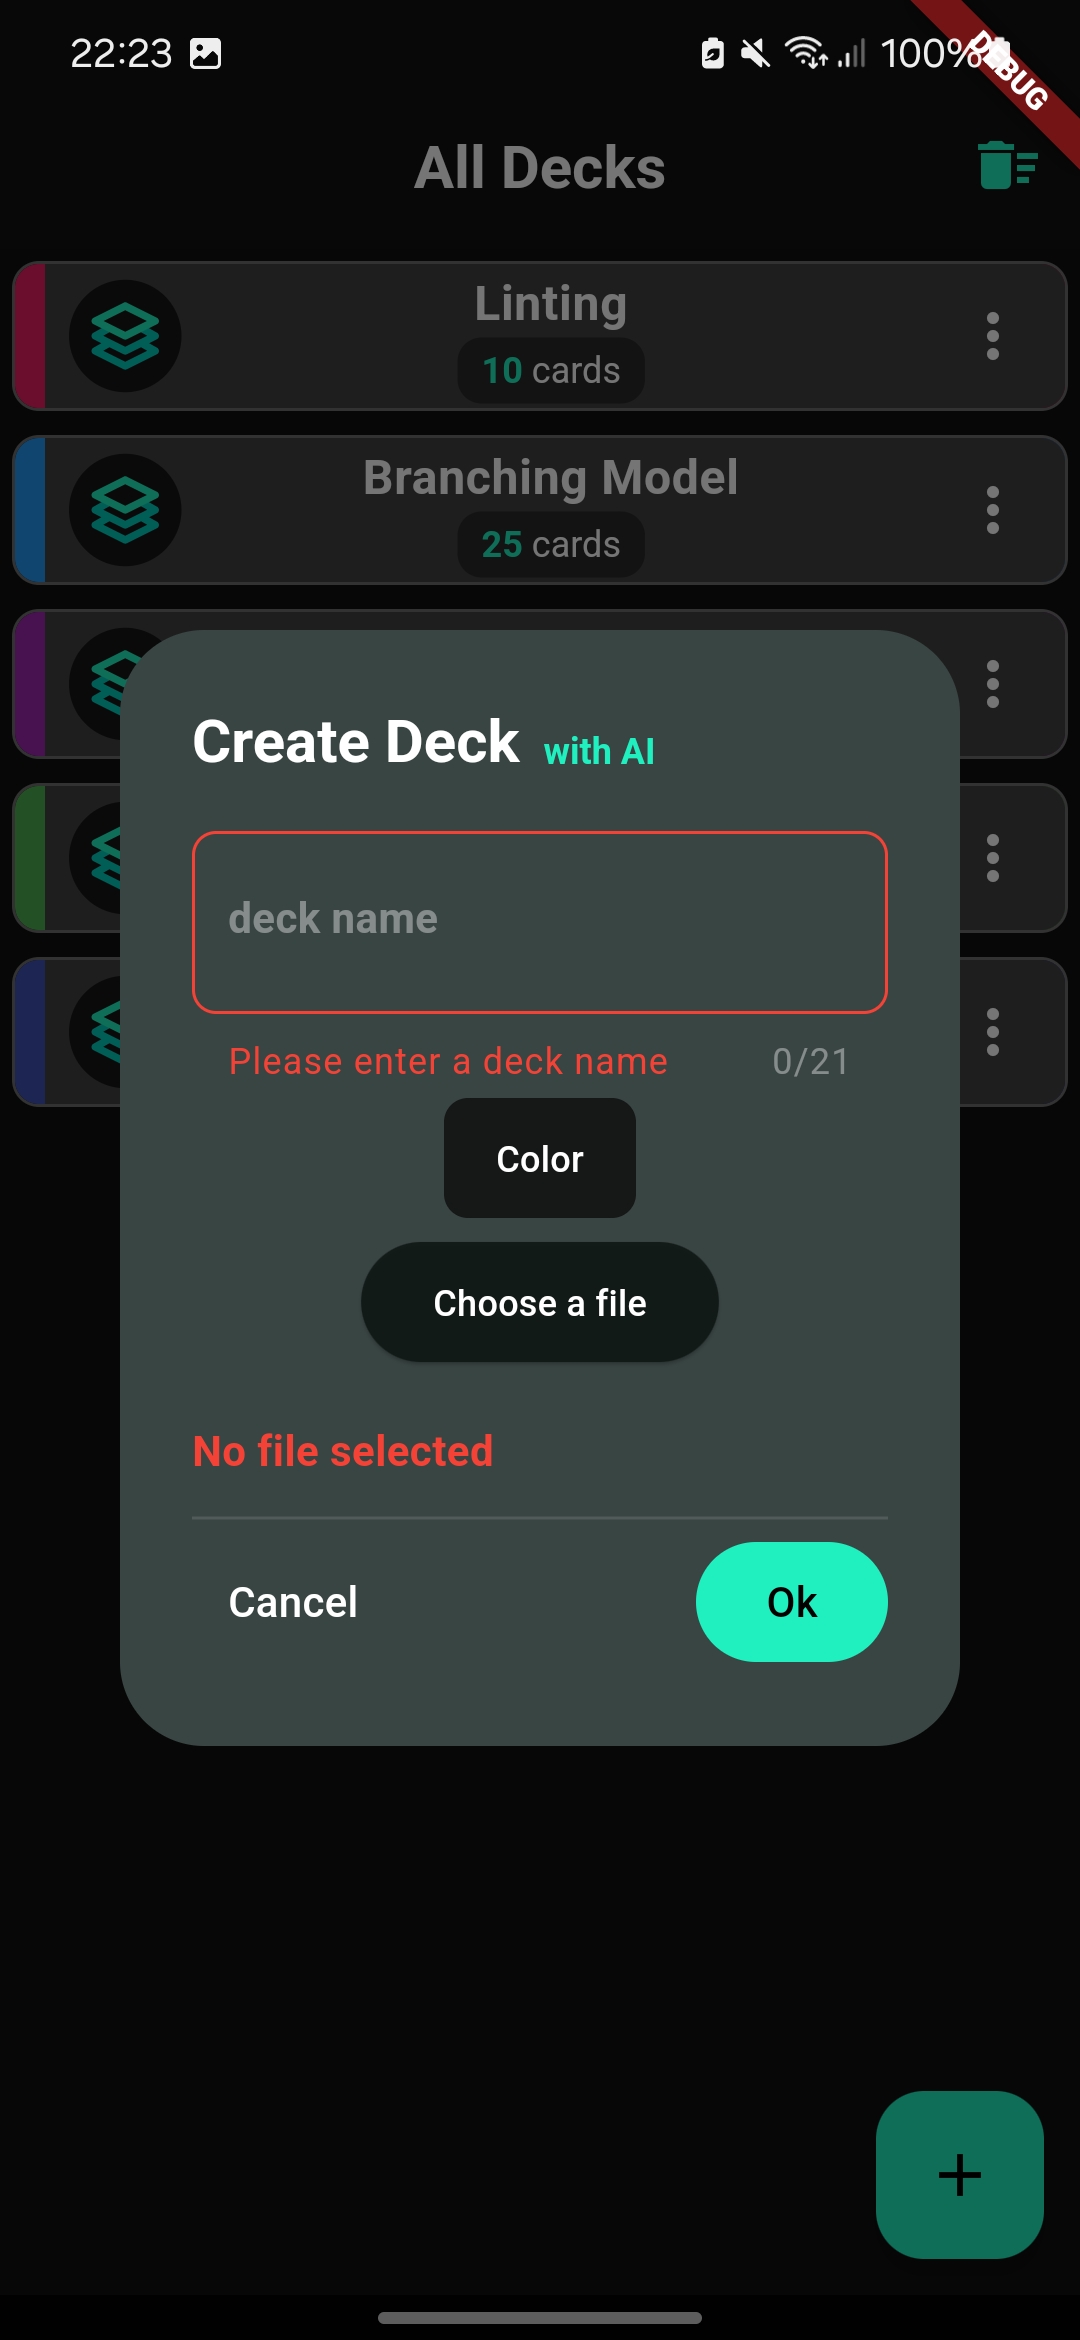 22:23
100%
DEBUG
All Decks
Linting
10 cards
Branching Model
25 cards
Create Deck with AI
deck name
Please enter a deck name 0/21
Color
Choose a file
No file selected
Cancel Ok